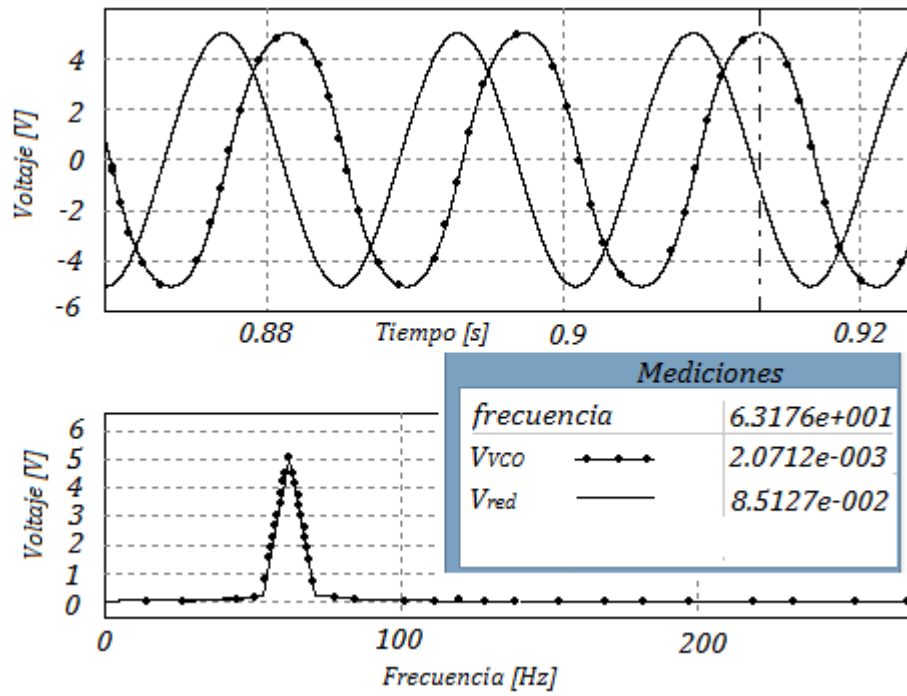 Voltaje [V]
4
2
0
-2
-4
-6
0.88
Tiempo [s]
0.9
0.92
Mediciones
frecuencia 6.3176e+001
VVCO 2.0712e-003
Vred 8.5127e-002
Voltaje [V]
6
5
4
3
2
1
0
0
100
200
Frecuencia [Hz]